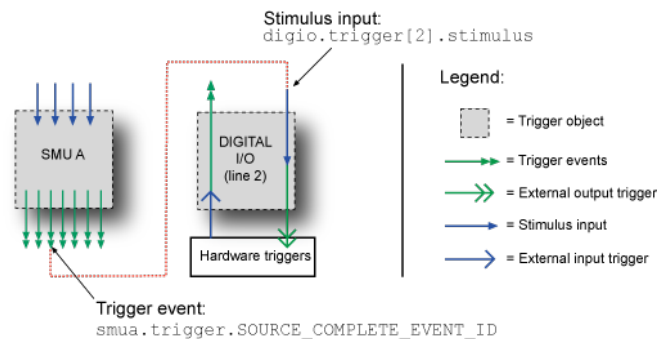 Stimulus input:
digio.trigger[2].stimulus
Legend:
= Trigger object
= Trigger events
= External output trigger
= Stimulus input
= External input trigger
SMU A
DIGITAL
I/O
(line 2)
Hardware triggers
Trigger event:
smua.trigger.SOURCE_COMPLETE_EVENT_ID